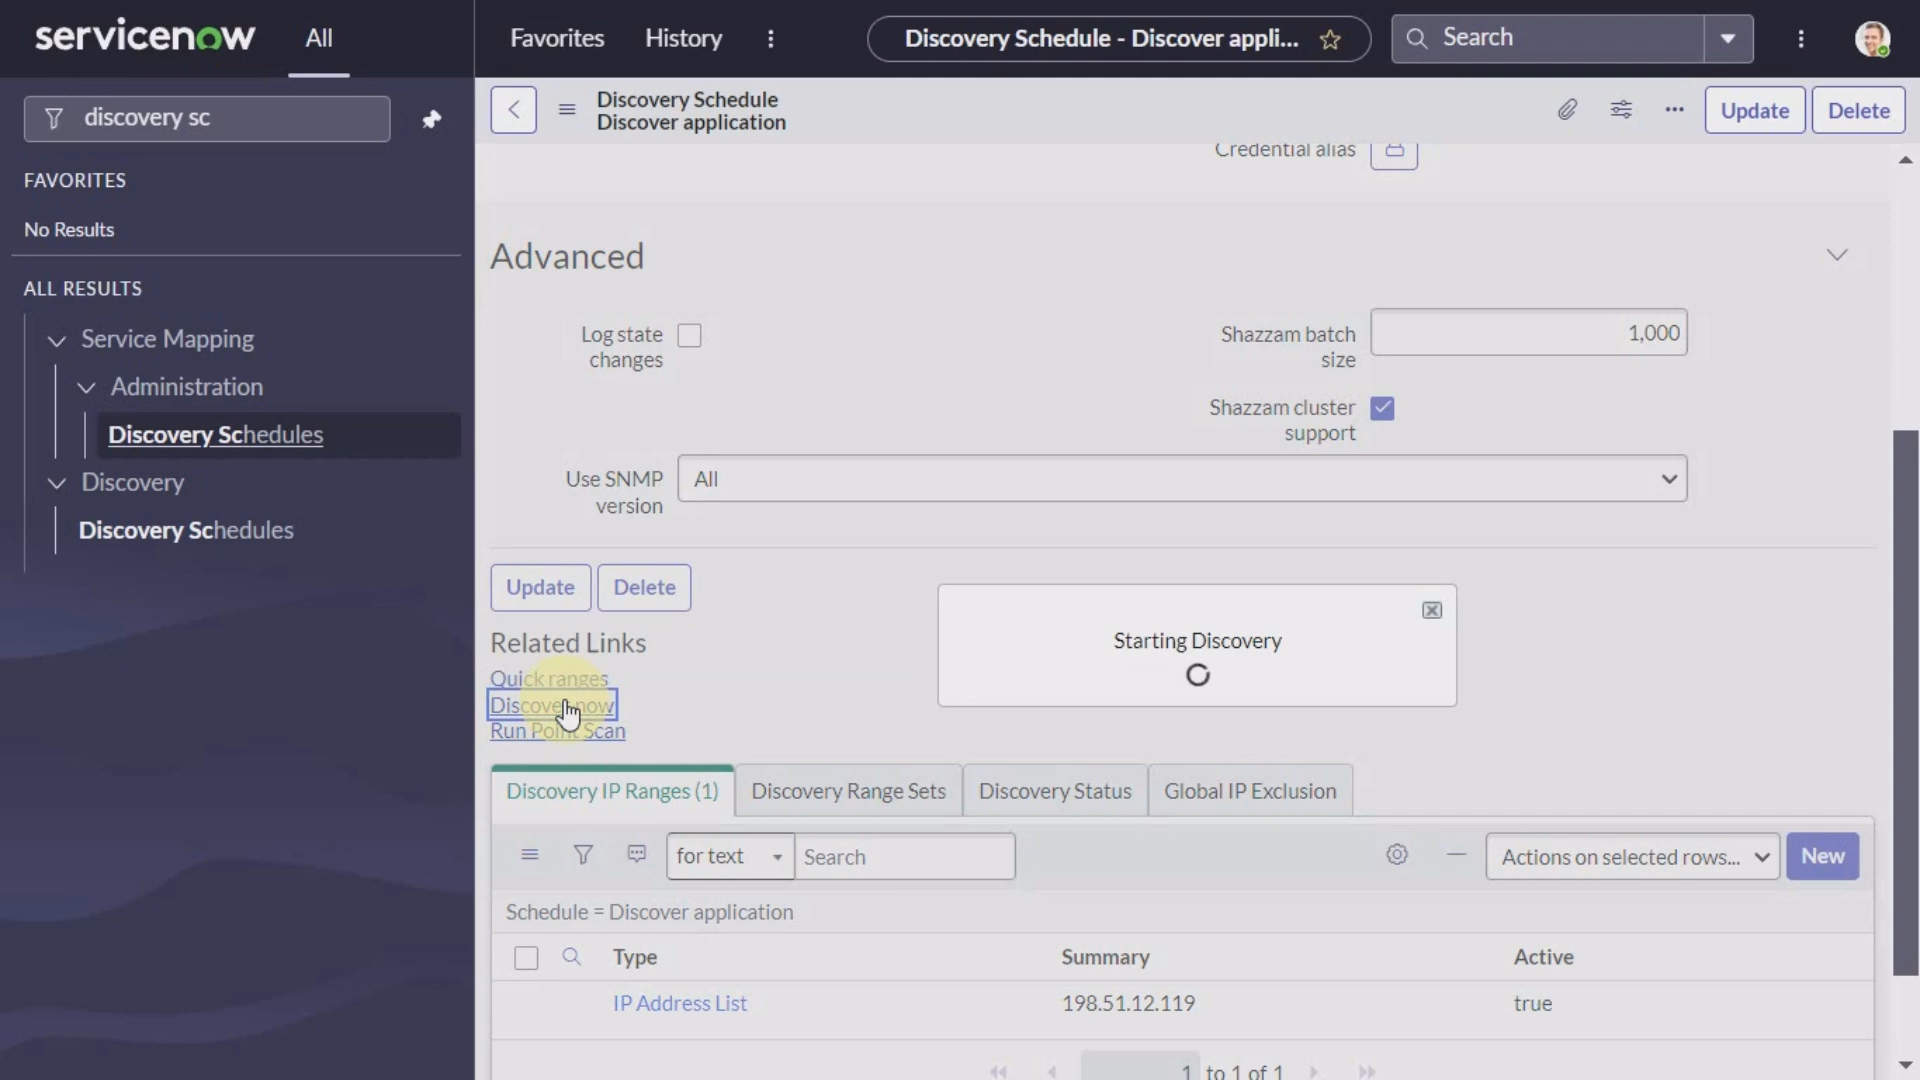 servicenow
All
Favorites
History
Discovery Schedule - Discover appli...
Search
discovery sc
FAVORITES
No Results
ALL RESULTS
Service Mapping
Administration
Discovery Schedules
Discovery
Discovery Schedules
Discovery Schedule
Discover application
Update
Delete
Credential alias
Advanced
Log state
changes
Shazzam batch
size
1,000
Shazzam cluster
support
Use SNMP
version
All
Update
Delete
Starting Discovery
Related Links
Quick ranges
Discover now
Run Point Scan
Discovery IP Ranges (1)
Discovery Range Sets
Discovery Status
Global IP Exclusion
for text
Search
Actions on selected rows...
New
Schedule = Discover application
Type
Summary
Active
IP Address List
198.51.12.119
true
1 to 1 of 1